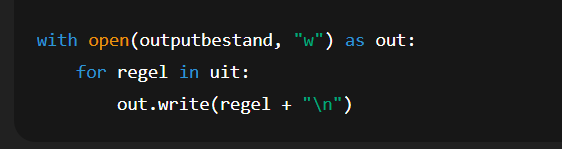 with open(outputbestand, "w") as out:
    for regel in uit:
        out.write(regel + "\n")